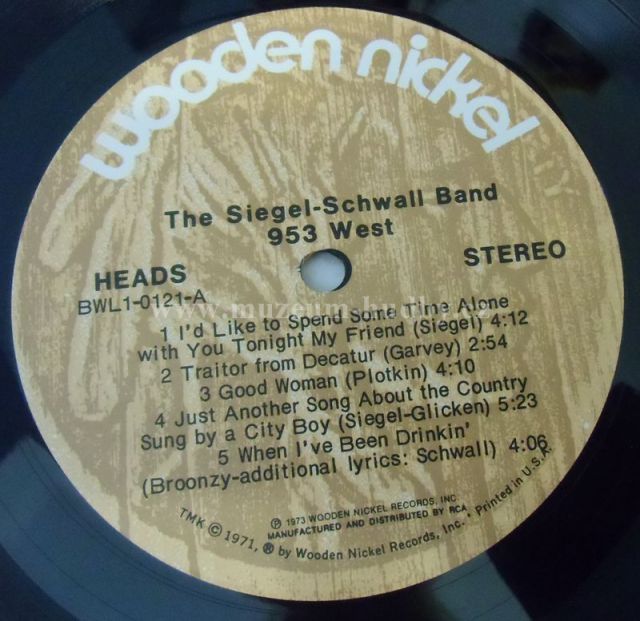 wooden nickel
The Siegel-Schwall Band
953 West
HEADS
BWL1-0121-A
STEREO
1 I'd Like to Spend Some Time Alone
with You Tonight My Friend (Siegel) 4:12
2 Traitor from Decatur (Garvey) 2:54
3 Good Woman (Plotkin) 4:10
4 Just Another Song About the Country
Sung by a City Boy (Siegel-Glicken) 5:23
5 When I've Been Drinkin'
(Broonzy-additional lyrics: Schwall) 4:06
℗ 1973 WOODEN NICKEL RECORDS, INC.
MANUFACTURED AND DISTRIBUTED BY RCA
TMK © 1971, ® by Wooden Nickel Records, Inc. • Printed in U.S.A.